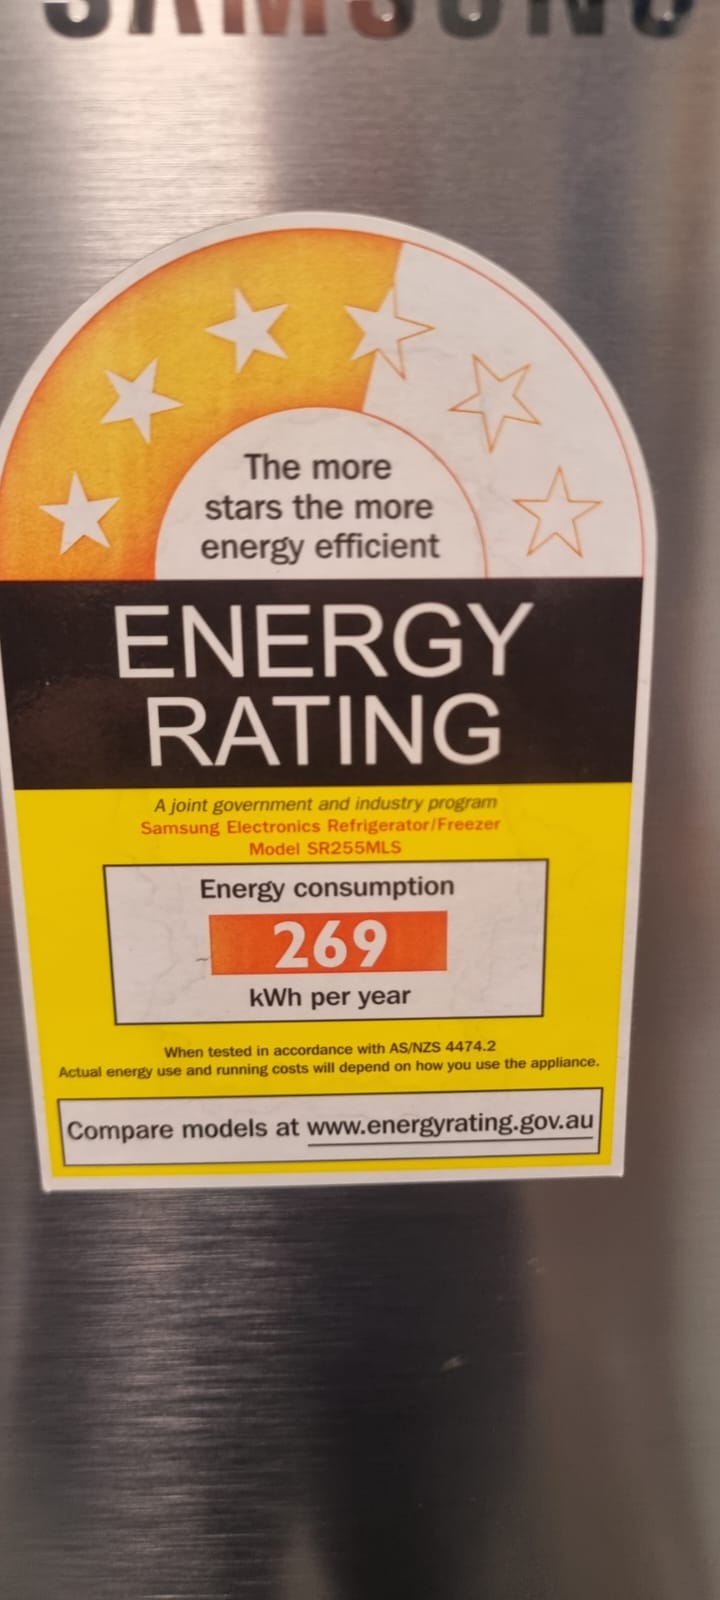 SAMSUNG
The more
stars the more
energy efficient
ENERGY
RATING
A joint government and industry program
Samsung Electronics Refrigerator/Freezer
Model SR255MLS
Energy consumption
269
kWh per year
When tested in accordance with AS/NZS 4474.2
Actual energy use and running costs will depend on how you use the appliance.
Compare models at www.energyrating.gov.au